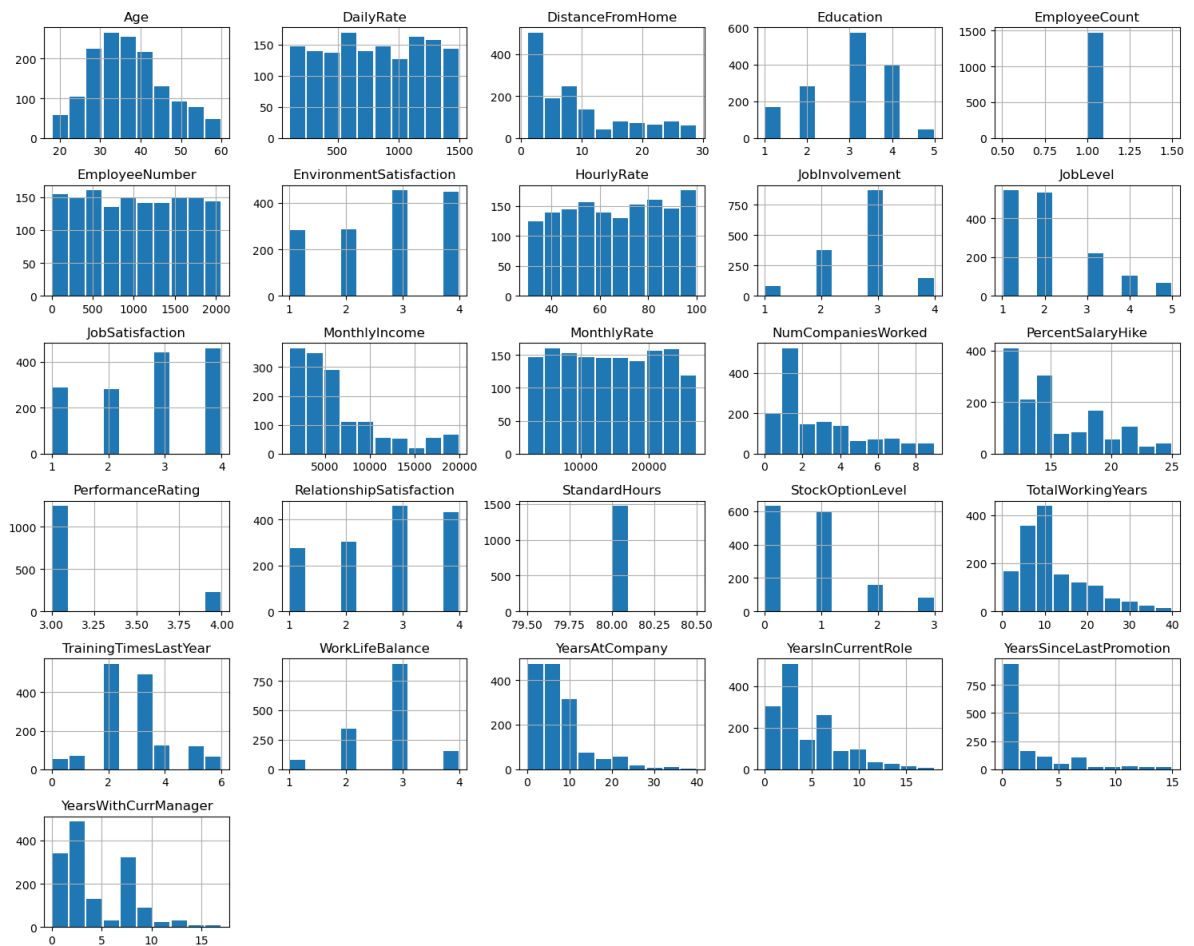 Age
200
100
0
20 30 40 50 60
DailyRate
150
100
50
0
500 1000 1500
DistanceFromHome
400
200
0
0 10 20 30
Education
600
400
200
0
1 2 3 4 5
EmployeeCount
1500
1000
500
0
0.50 0.75 1.00 1.25 1.50
EmployeeNumber
150
100
50
0
0 500 1000 1500 2000
EnvironmentSatisfaction
400
200
0
1 2 3 4
HourlyRate
150
100
50
0
40 60 80 100
JobInvolvement
750
500
250
0
1 2 3 4
JobLevel
400
200
0
1 2 3 4 5
JobSatisfaction
400
200
0
1 2 3 4
MonthlyIncome
300
200
100
0
5000 10000 15000 20000
MonthlyRate
150
100
50
0
10000 20000
NumCompaniesWorked
400
200
0
0 2 4 6 8
PercentSalaryHike
400
300
200
100
0
15 20 25
PerformanceRating
1000
500
0
3.00 3.25 3.50 3.75 4.00
RelationshipSatisfaction
400
200
0
1 2 3 4
StandardHours
1500
1000
500
0
79.50 79.75 80.00 80.25 80.50
StockOptionLevel
600
400
200
0
0 1 2 3
TotalWorkingYears
400
200
0
0 10 20 30 40
TrainingTimesLastYear
400
200
0
0 2 4 6
WorkLifeBalance
750
500
250
0
1 2 3 4
YearsAtCompany
400
200
0
0 10 20 30 40
YearsInCurrentRole
400
200
0
0 5 10 15
YearsSinceLastPromotion
750
500
250
0
0 5 10 15
YearsWithCurrManager
400
200
0
0 5 10 15